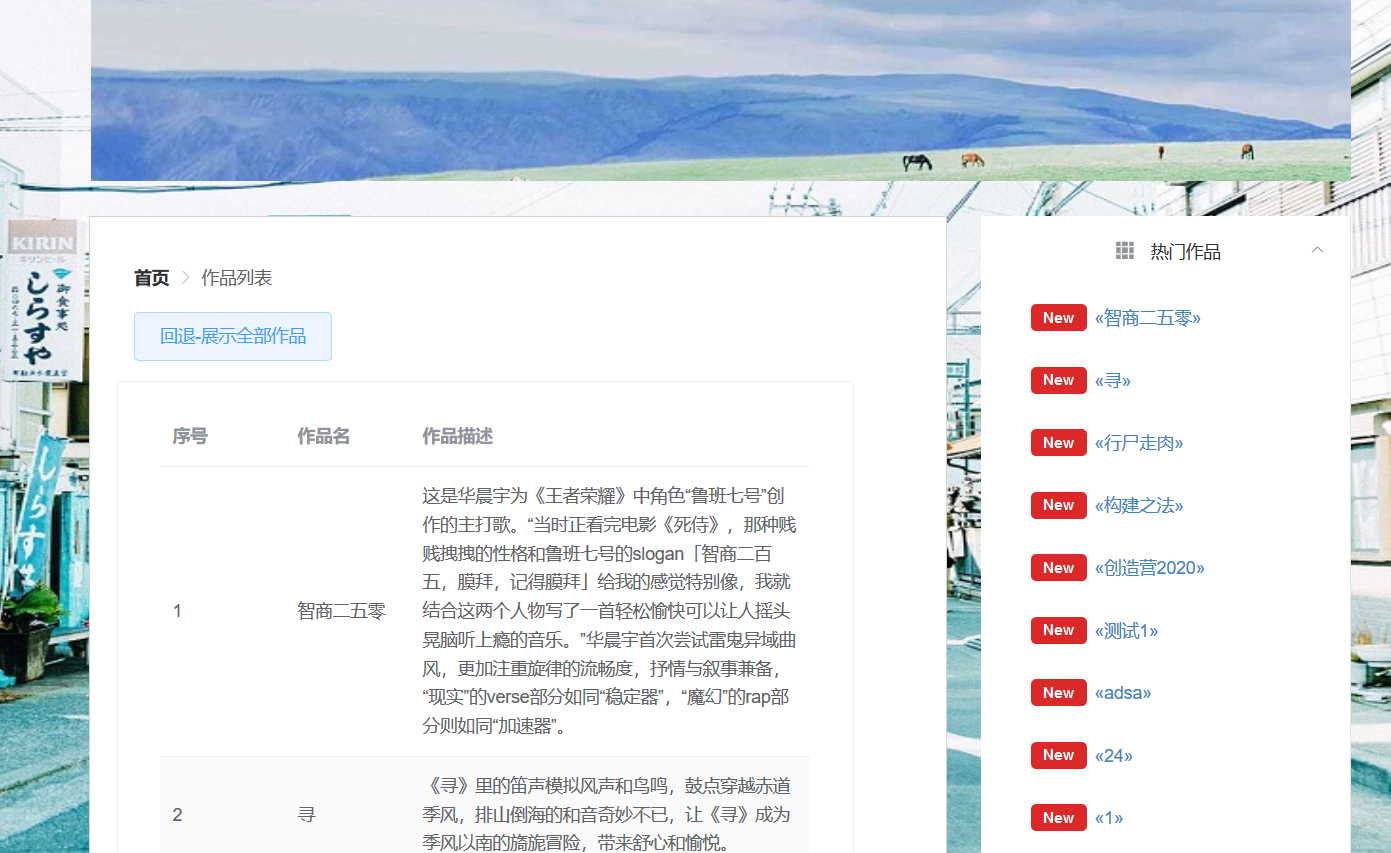 KIRIN
キリンビール
御食事処
しらすや
しらす
首页 > 作品列表
回退-展示全部作品
序号 作品名 作品描述
1 智商二五零
这是华晨宇为《王者荣耀》中角色“鲁班七号”创
作的主打歌。“当时正看完电影《死侍》，那种贱
贱拽拽的性格和鲁班七号的slogan「智商二百
五，膜拜，记得膜拜」给我的感觉特别像，我就
结合这两个人物写了一首轻松愉快可以让人摇头
晃脑听上瘾的音乐。”华晨宇首次尝试雷鬼异域曲
风，更加注重旋律的流畅度，抒情与叙事兼备，
“现实”的verse部分如同“稳定器”，“魔幻”的rap部
分则如同“加速器”。
2 寻
《寻》里的笛声模拟风声和鸟鸣，鼓点穿越赤道
季风，排山倒海的和音奇妙不已，让《寻》成为
季风以南的旖旎冒险，带来舒心和愉悦。
热门作品
New «智商二五零»
New «寻»
New «行尸走肉»
New «构建之法»
New «创造营2020»
New «测试1»
New «adsa»
New «24»
New «1»